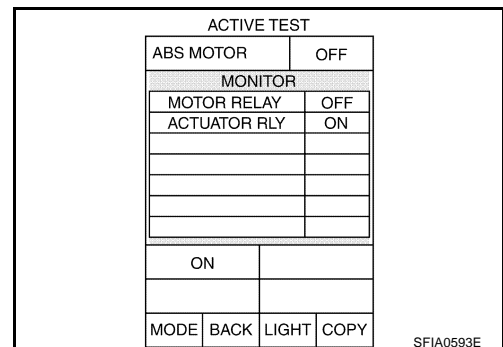 ACTIVE TEST
ABS MOTOR OFF
MONITOR
MOTOR RELAY OFF
ACTUATOR RLY ON
ON
MODE BACK LIGHT COPY
SFIA0593E